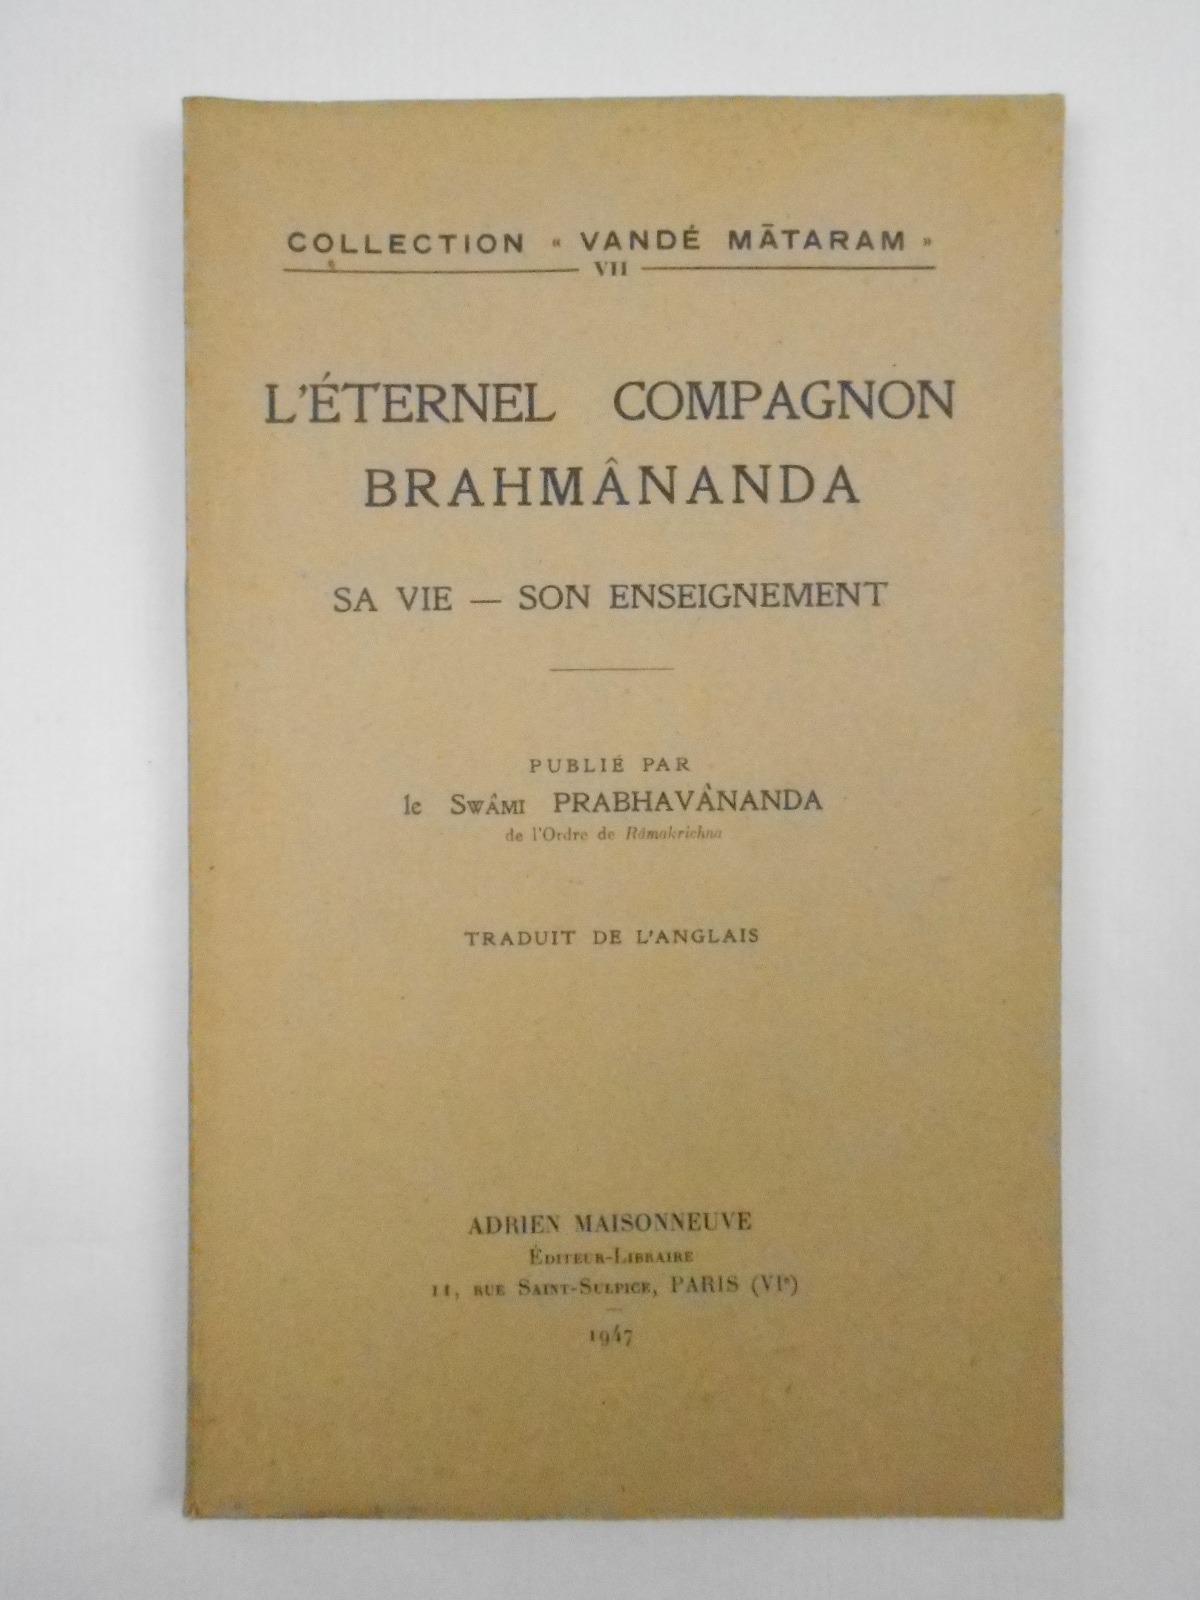 COLLECTION « VANDÉ MĀTARAM »
VII
L'ÉTERNEL COMPAGNON
BRAHMÂNANDA
SA VIE — SON ENSEIGNEMENT
PUBLIÉ PAR
le SWÂMI PRABHAVÂNANDA
de l'Ordre de Râmakrichna
TRADUIT DE L'ANGLAIS
ADRIEN MAISONNEUVE
ÉDITEUR-LIBRAIRE
11, RUE SAINT-SULPICE, PARIS (VIe)
1947